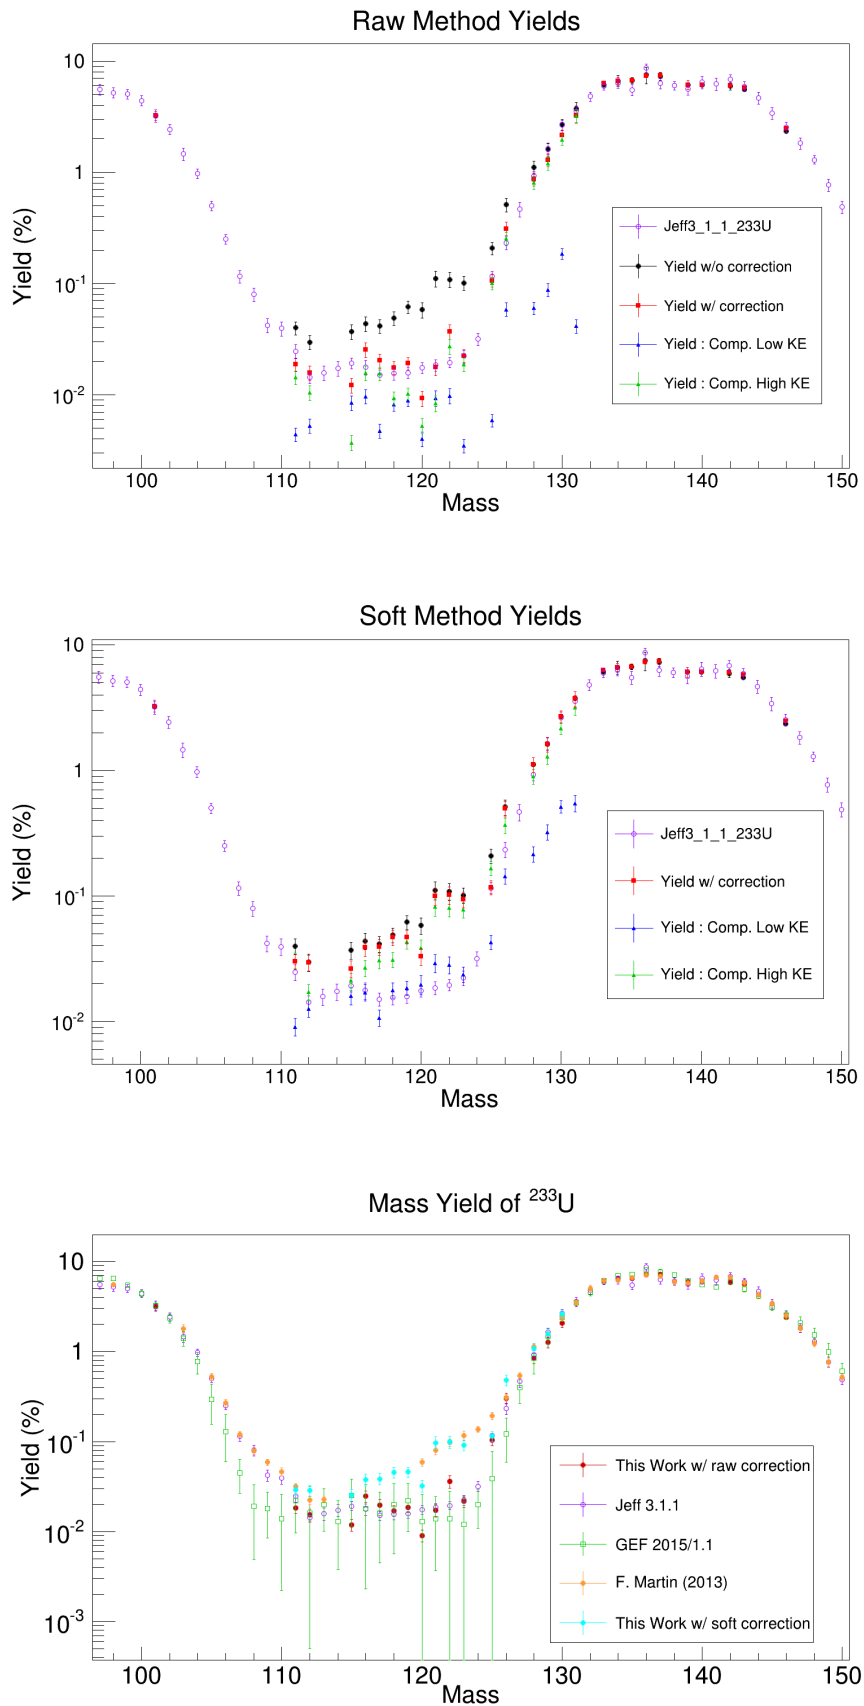 Raw Method Yields
Yield (%)
10
1
10-1
10-2
Jeff3_1_1_233U
Yield w/o correction
Yield w/ correction
Yield : Comp. Low KE
Yield : Comp. High KE
100 110 120 130 140 150
Mass
Soft Method Yields
Yield (%)
10
1
10-1
10-2
Jeff3_1_1_233U
Yield w/ correction
Yield : Comp. Low KE
Yield : Comp. High KE
100 110 120 130 140 150
Mass
Mass Yield of 233U
Yield (%)
10
1
10-1
10-2
10-3
This Work w/ raw correction
Jeff 3.1.1
GEF 2015/1.1
F. Martin (2013)
This Work w/ soft correction
100 110 120 130 140 150
Mass